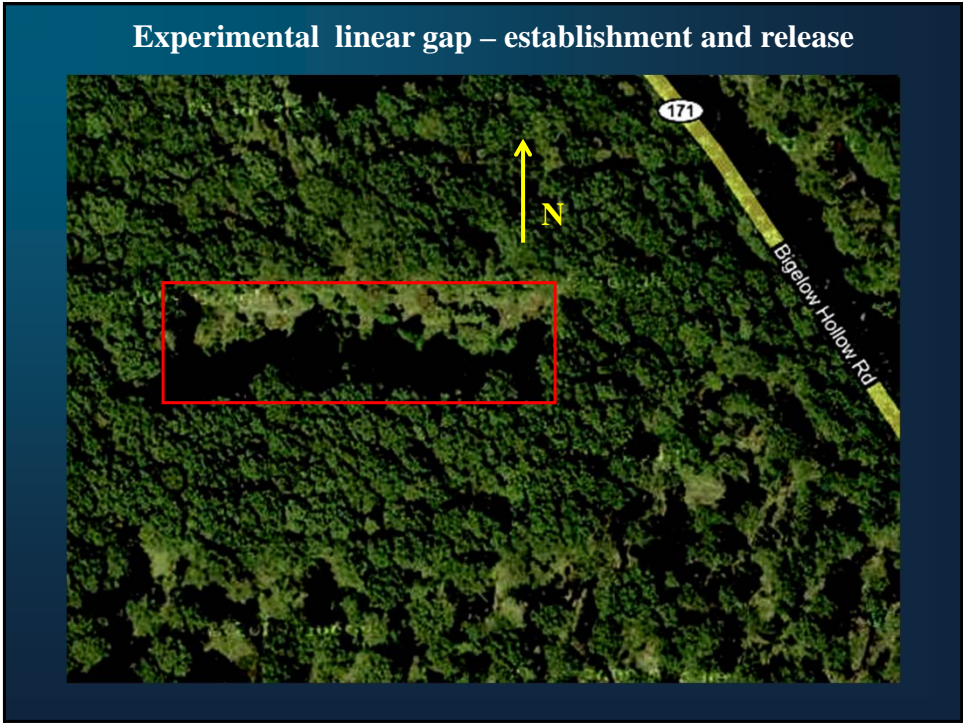 Experimental linear gap – establishment and release
171
N
Bigelow Hollow Rd